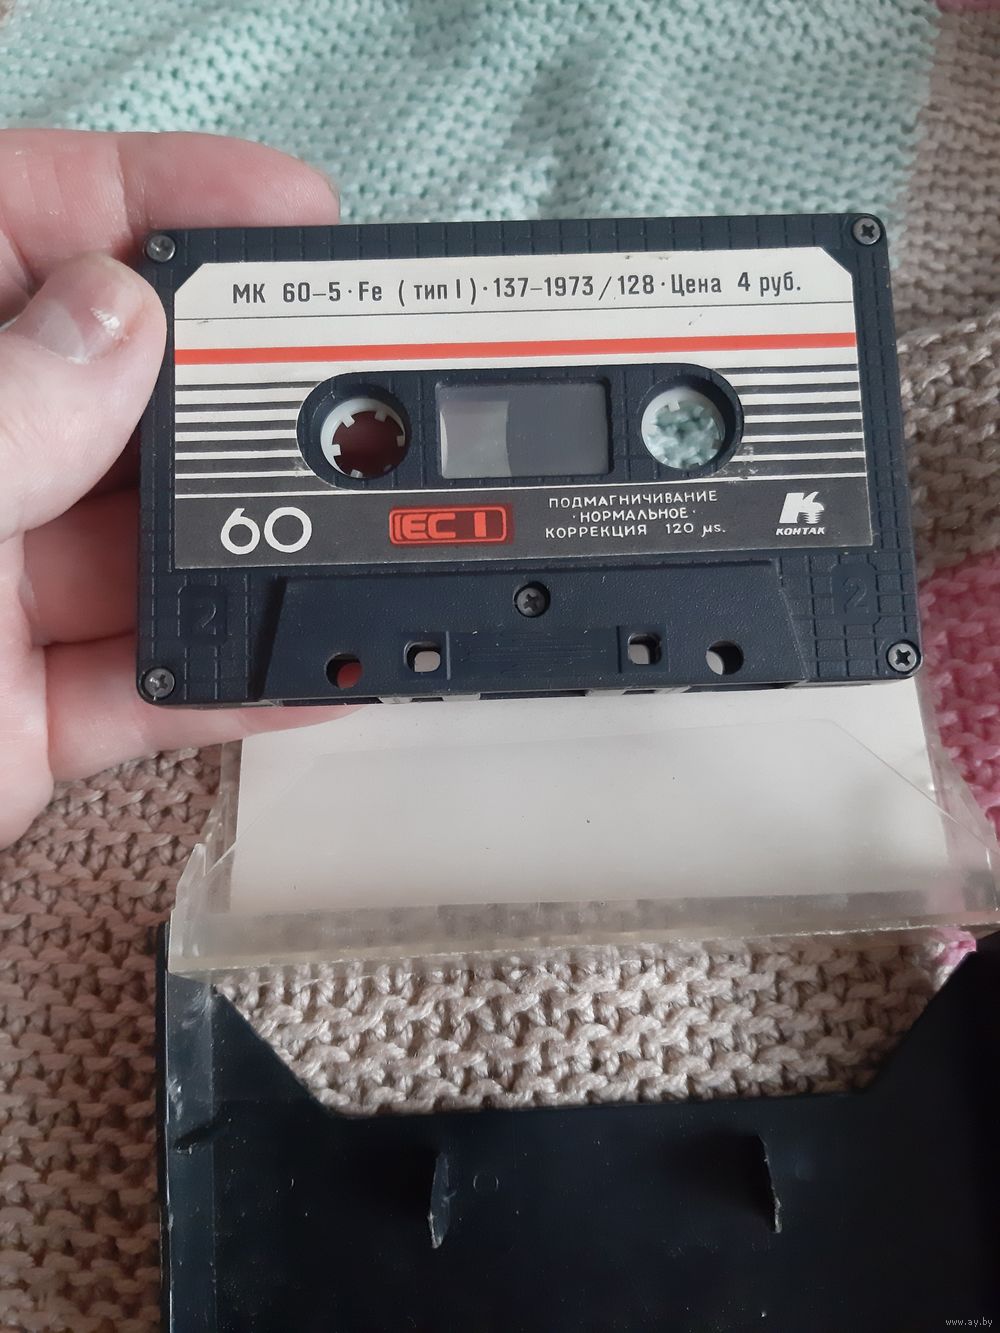 МК 60–5 · Fe ( тип I ) · 137–1973 / 128 · Цена 4 руб.
60
EC I
ПОДМАГНИЧИВАНИЕ
· НОРМАЛЬНОЕ ·
КОРРЕКЦИЯ 120 µs.
К
КОНТАК
2
2
www.ay.by